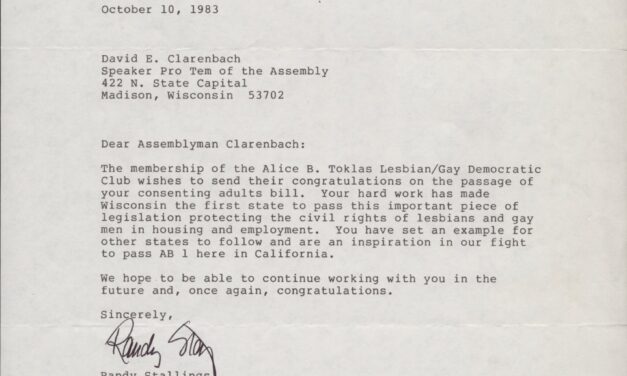 October 10, 1983
David E. Clarenbach
Speaker Pro Tem of the Assembly
422 N. State Capital
Madison, Wisconsin  53702
Dear Assemblyman Clarenbach:
The membership of the Alice B. Toklas Lesbian/Gay Democratic
Club wishes to send their congratulations on the passage of
your consenting adults bill.  Your hard work has made
Wisconsin the first state to pass this important piece of
legislation protecting the civil rights of lesbians and gay
men in housing and employment.  You have set an example for
other states to follow and are an inspiration in our fight
to pass AB 1 here in California.
We hope to be able to continue working with you in the
future and, once again, congratulations.
Sincerely,
Randy Stallings